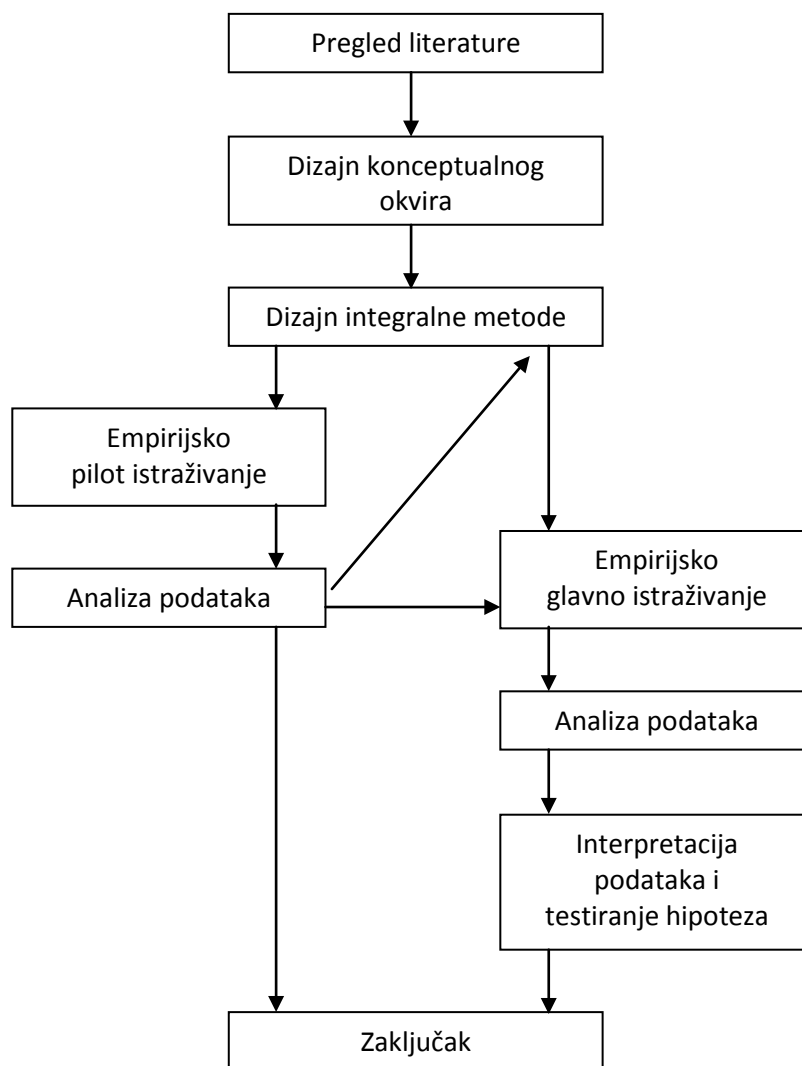 Pregled literature
Dizajn konceptualnog
okvira
Dizajn integralne metode
Empirijsko
pilot istraživanje
Analiza podataka
Empirijsko
glavno istraživanje
Analiza podataka
Interpretacija
podataka i
testiranje hipoteza
Zaključak